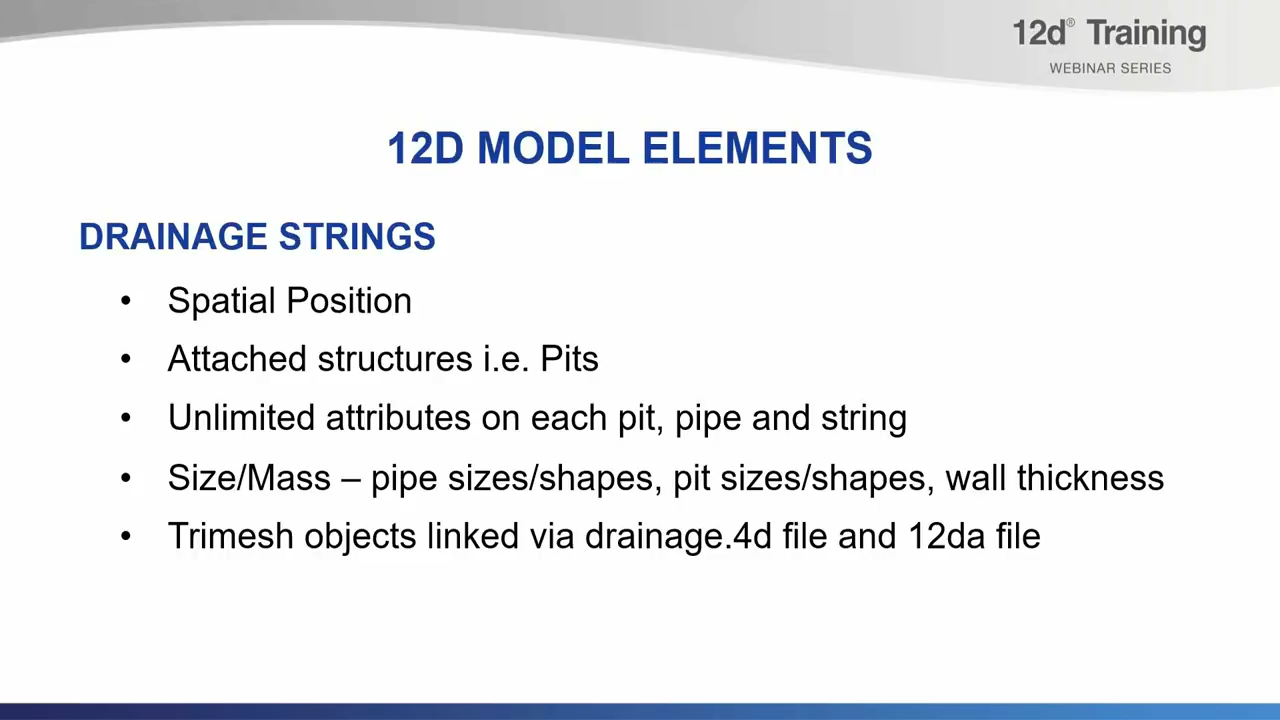 12d® Training
WEBINAR SERIES
12D MODEL ELEMENTS
DRAINAGE STRINGS
• Spatial Position
• Attached structures i.e. Pits
• Unlimited attributes on each pit, pipe and string
• Size/Mass – pipe sizes/shapes, pit sizes/shapes, wall thickness
• Trimesh objects linked via drainage.4d file and 12da file